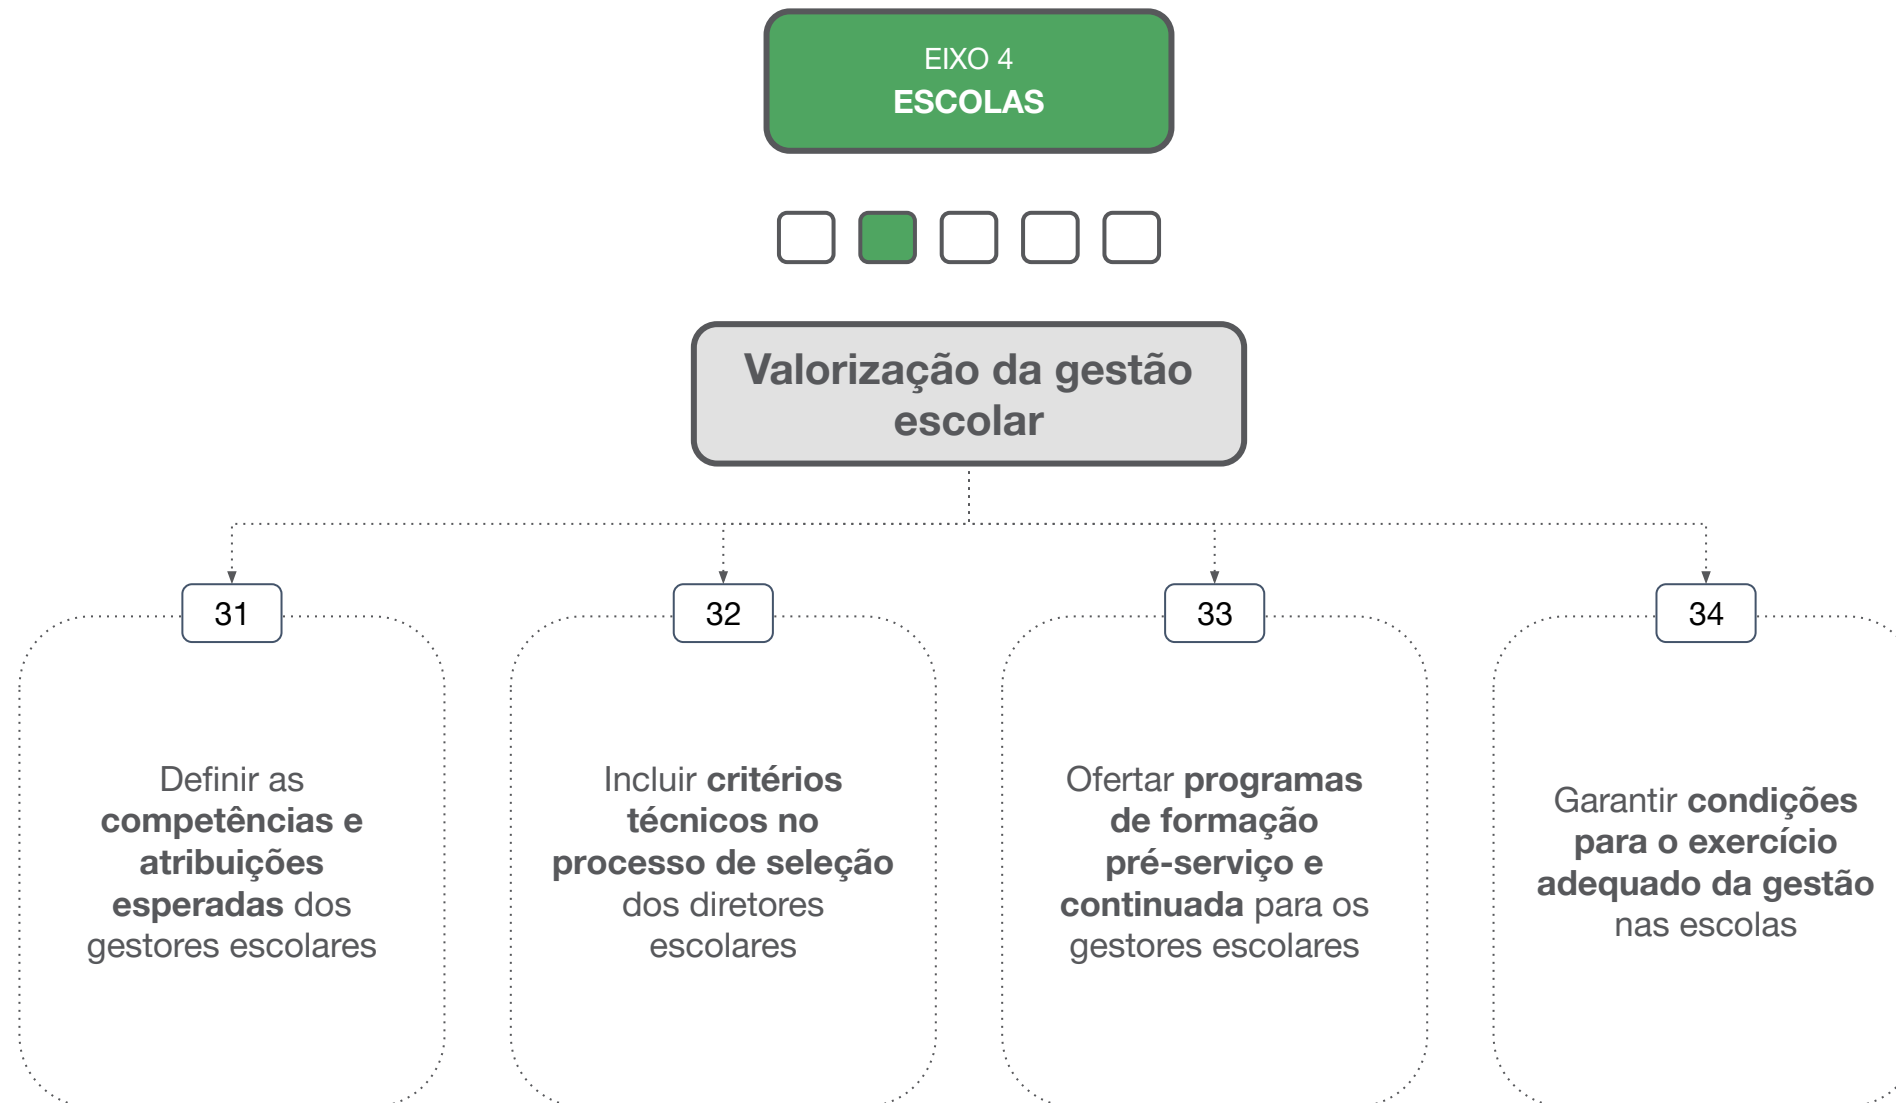 EIXO 4
ESCOLAS
Valorização da gestão
escolar
31
Definir as
competências e
atribuições
esperadas dos
gestores escolares
32
Incluir critérios
técnicos no
processo de seleção
dos diretores
escolares
33
Ofertar programas
de formação
pré-serviço e
continuada para os
gestores escolares
34
Garantir condições
para o exercício
adequado da gestão
nas escolas